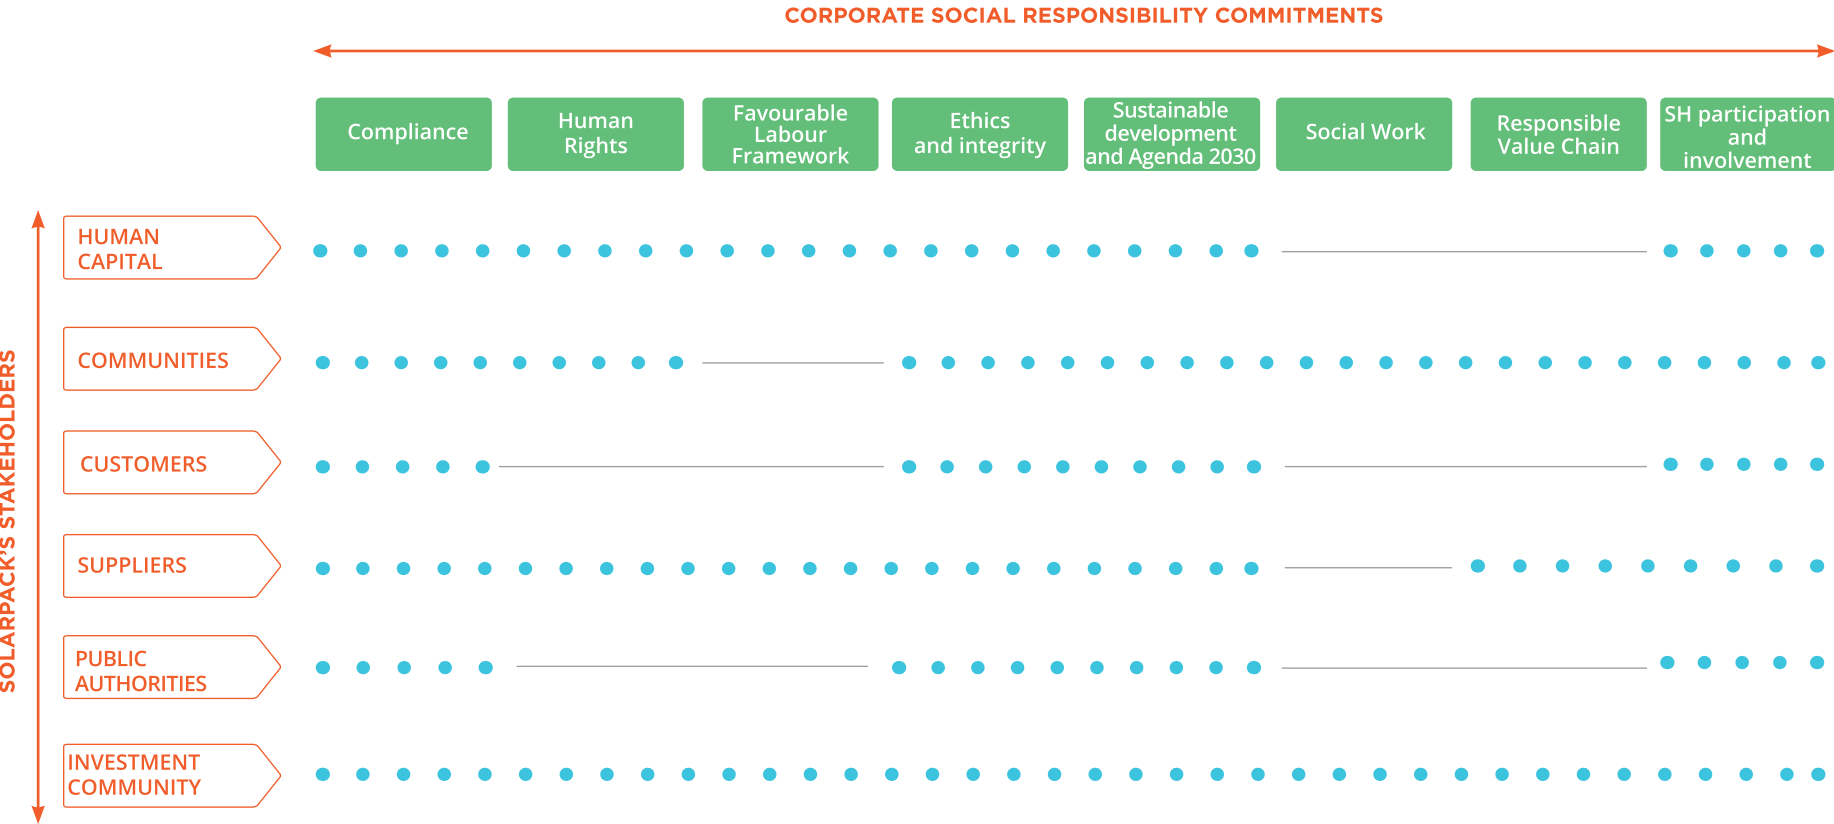 CORPORATE SOCIAL RESPONSIBILITY COMMITMENTS
Compliance
Human
Rights
Favourable
Labour
Framework
Ethics
and integrity
Sustainable
development
and Agenda 2030
Social Work
Responsible
Value Chain
SH participation
and
involvement
SOLARPACK'S STAKEHOLDERS
HUMAN
CAPITAL
COMMUNITIES
CUSTOMERS
SUPPLIERS
PUBLIC
AUTHORITIES
INVESTMENT
COMMUNITY